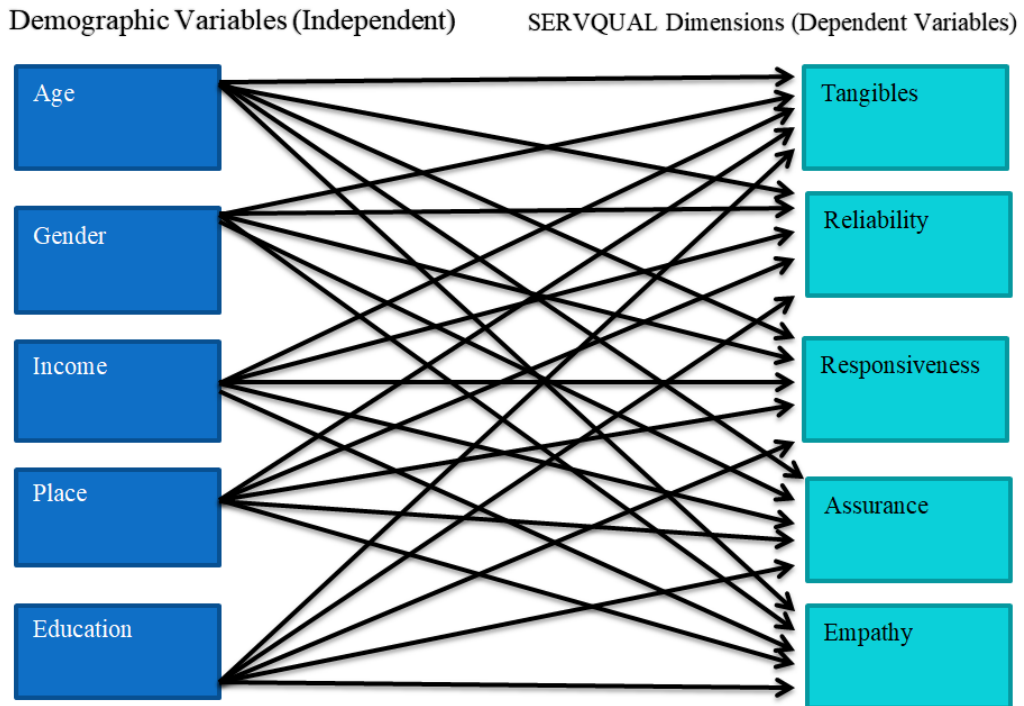 Demographic Variables (Independent)
SERVQUAL Dimensions (Dependent Variables)
Age
Tangibles
Gender
Reliability
Income
Responsiveness
Place
Assurance
Education
Empathy